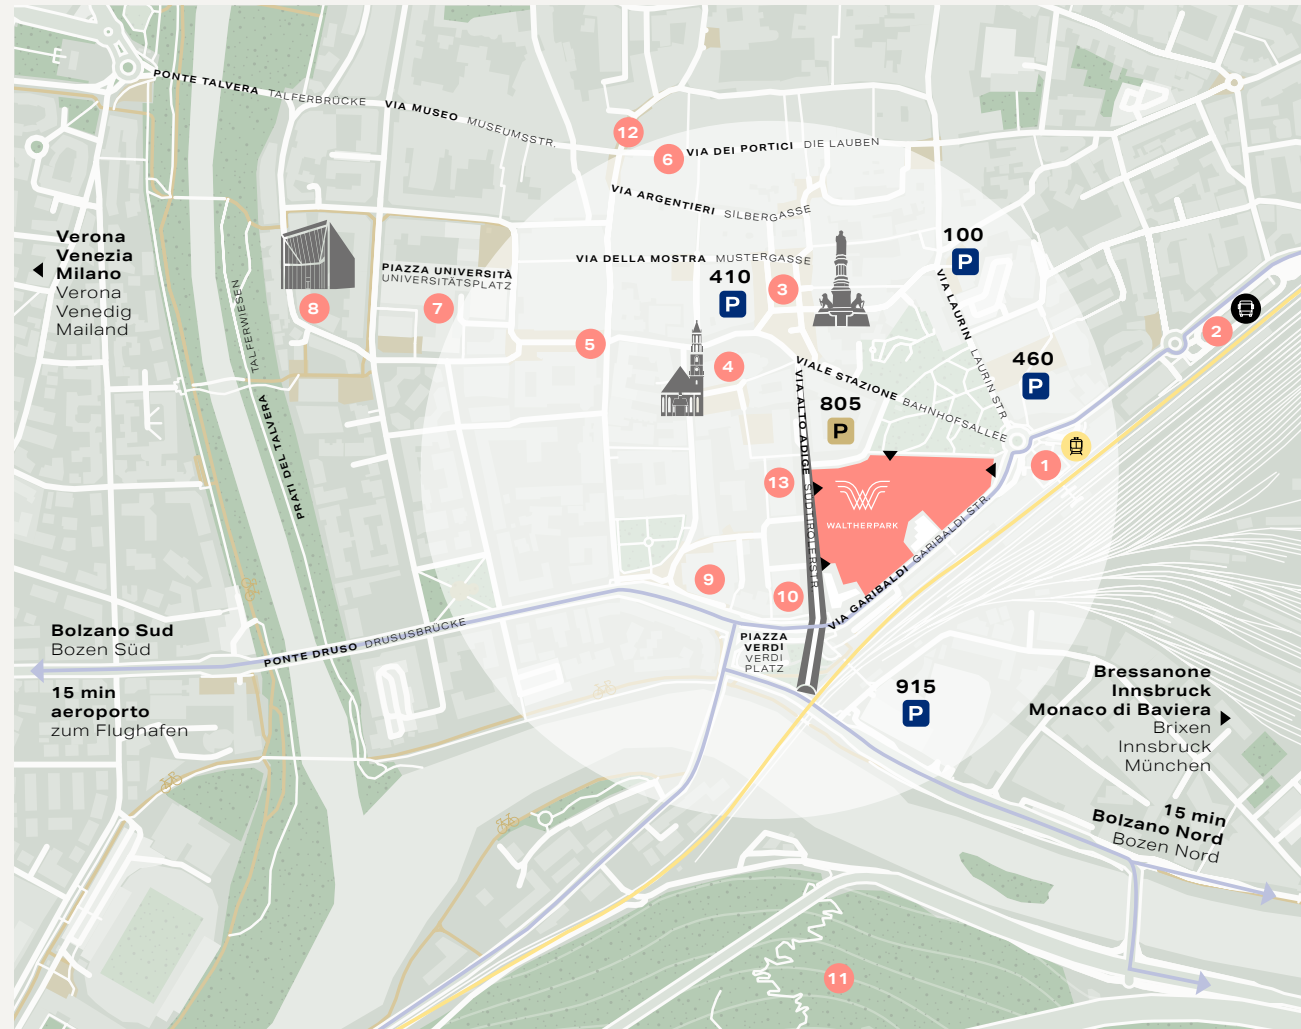 PONTE TALVERA TALFERBRÜCKE
VIA MUSEO MUSEUMSSTR.
12
6
VIA DEI PORTICI DIE LAUBEN
VIA ARGENTIERI SILBERGASSE
Verona
Venezia
Milano
Verona
Venedig
Mailand
100
P
VIA DELLA MOSTRA MUSTERGASSE
PIAZZA UNIVERSITÀ
UNIVERSITÄTSPLATZ
410
P
3
8
7
2
5
4
TALFERWIESEN
PRATI DEL TALVERA
VIA LAURIN LAURIN STR
460
P
VIALE STAZIONE BAHNHOFSALLEE
805
P
VIA ALTO ADIGE SÜDTIROLERSTR.
1
13
WALTHERPARK
VIA GARIBALDI GARIBALDI STR.
9
10
Bolzano Sud
Bozen Süd
PONTE DRUSO DRUSUSBRÜCKE
PIAZZA
VERDI
VERDI
PLATZ
15 min
aeroporto
zum Flughafen
915
P
Bressanone
Innsbruck
Monaco di Baviera
Brixen
Innsbruck
München
15 min
Bolzano Nord
Bozen Nord
11